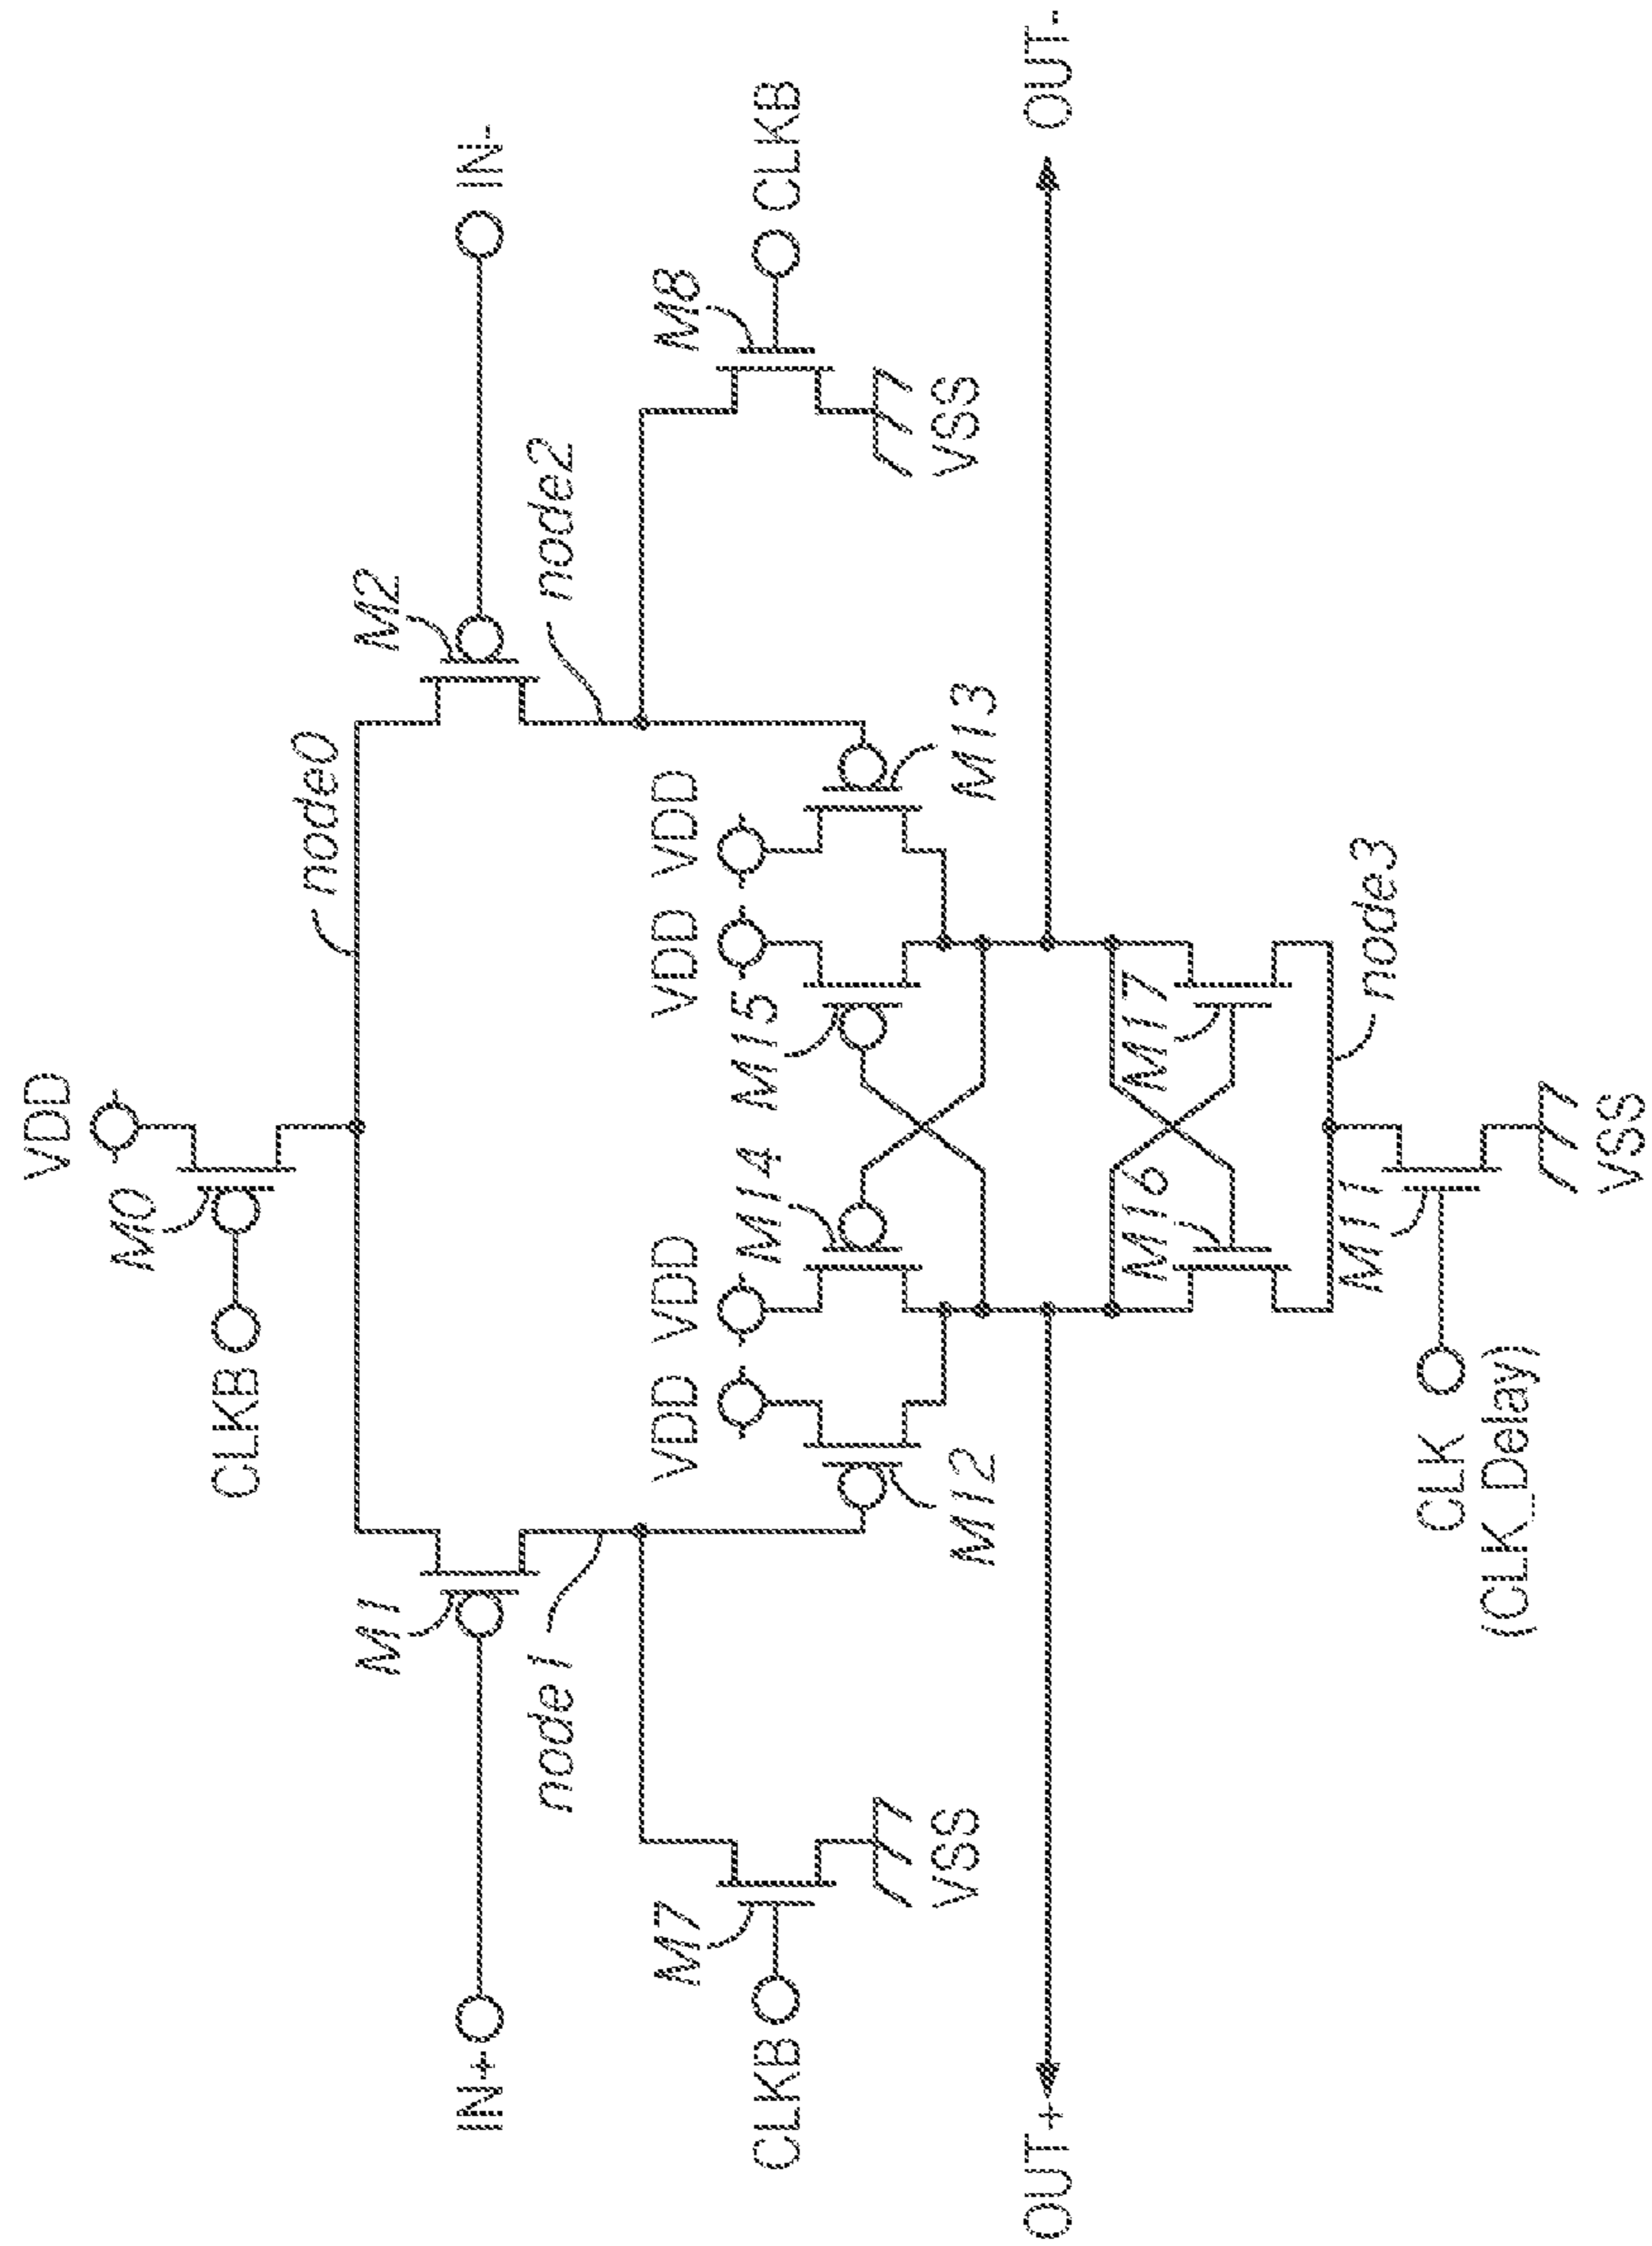 VDD
M0
CLKB
node0
M1
M2
IN+
IN-
node1
node2
M7
VDD
VDD
M14
M15
VDD
VDD
M8
CLKB
CLKB
VSS
M12
M13
VSS
OUT+
OUT-
M16
M17
M11
node3
CLK
(CLK_Delay)
VSS